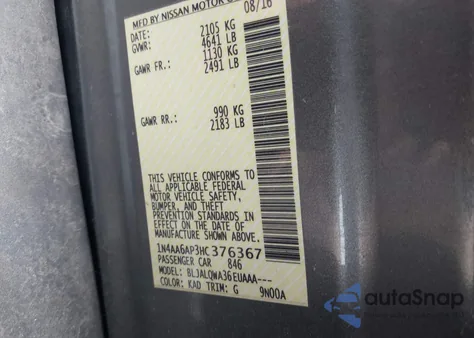 MFD BY NISSAN MOTOR
DATE: 08/16
GVWR: 2105 KG
4641 LB
GAWR FR.: 1130 KG
2491 LB
GAWR RR.: 990 KG
2183 LB
THIS VEHICLE CONFORMS TO
ALL APPLICABLE FEDERAL
MOTOR VEHICLE SAFETY,
BUMPER, AND THEFT
PREVENTION STANDARDS IN
EFFECT ON THE DATE OF
MANUFACTURE SHOWN ABOVE.
1N4AA6AP3HC376367
PASSENGER CAR 846
MODEL: BLJALQWA36EUAAA---
COLOR: KAD TRIM: G 9N00A
autoSnap